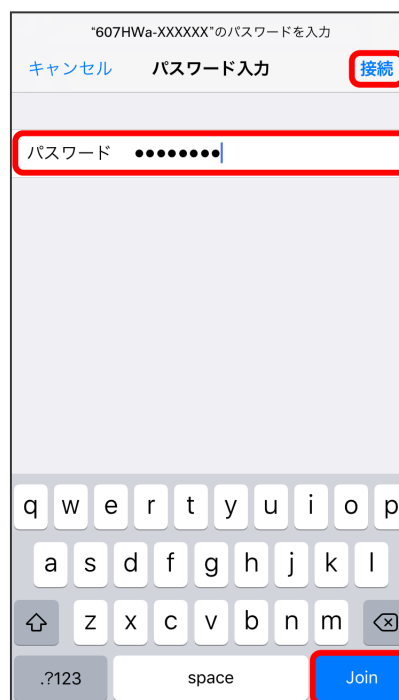 “607HWa-XXXXXX”のパスワードを入力
キャンセル パスワード入力 接続
パスワード ●●●●●●●●
q w e r t y u i o p
a s d f g h j k l
z x c v b n m
.?123 space Join